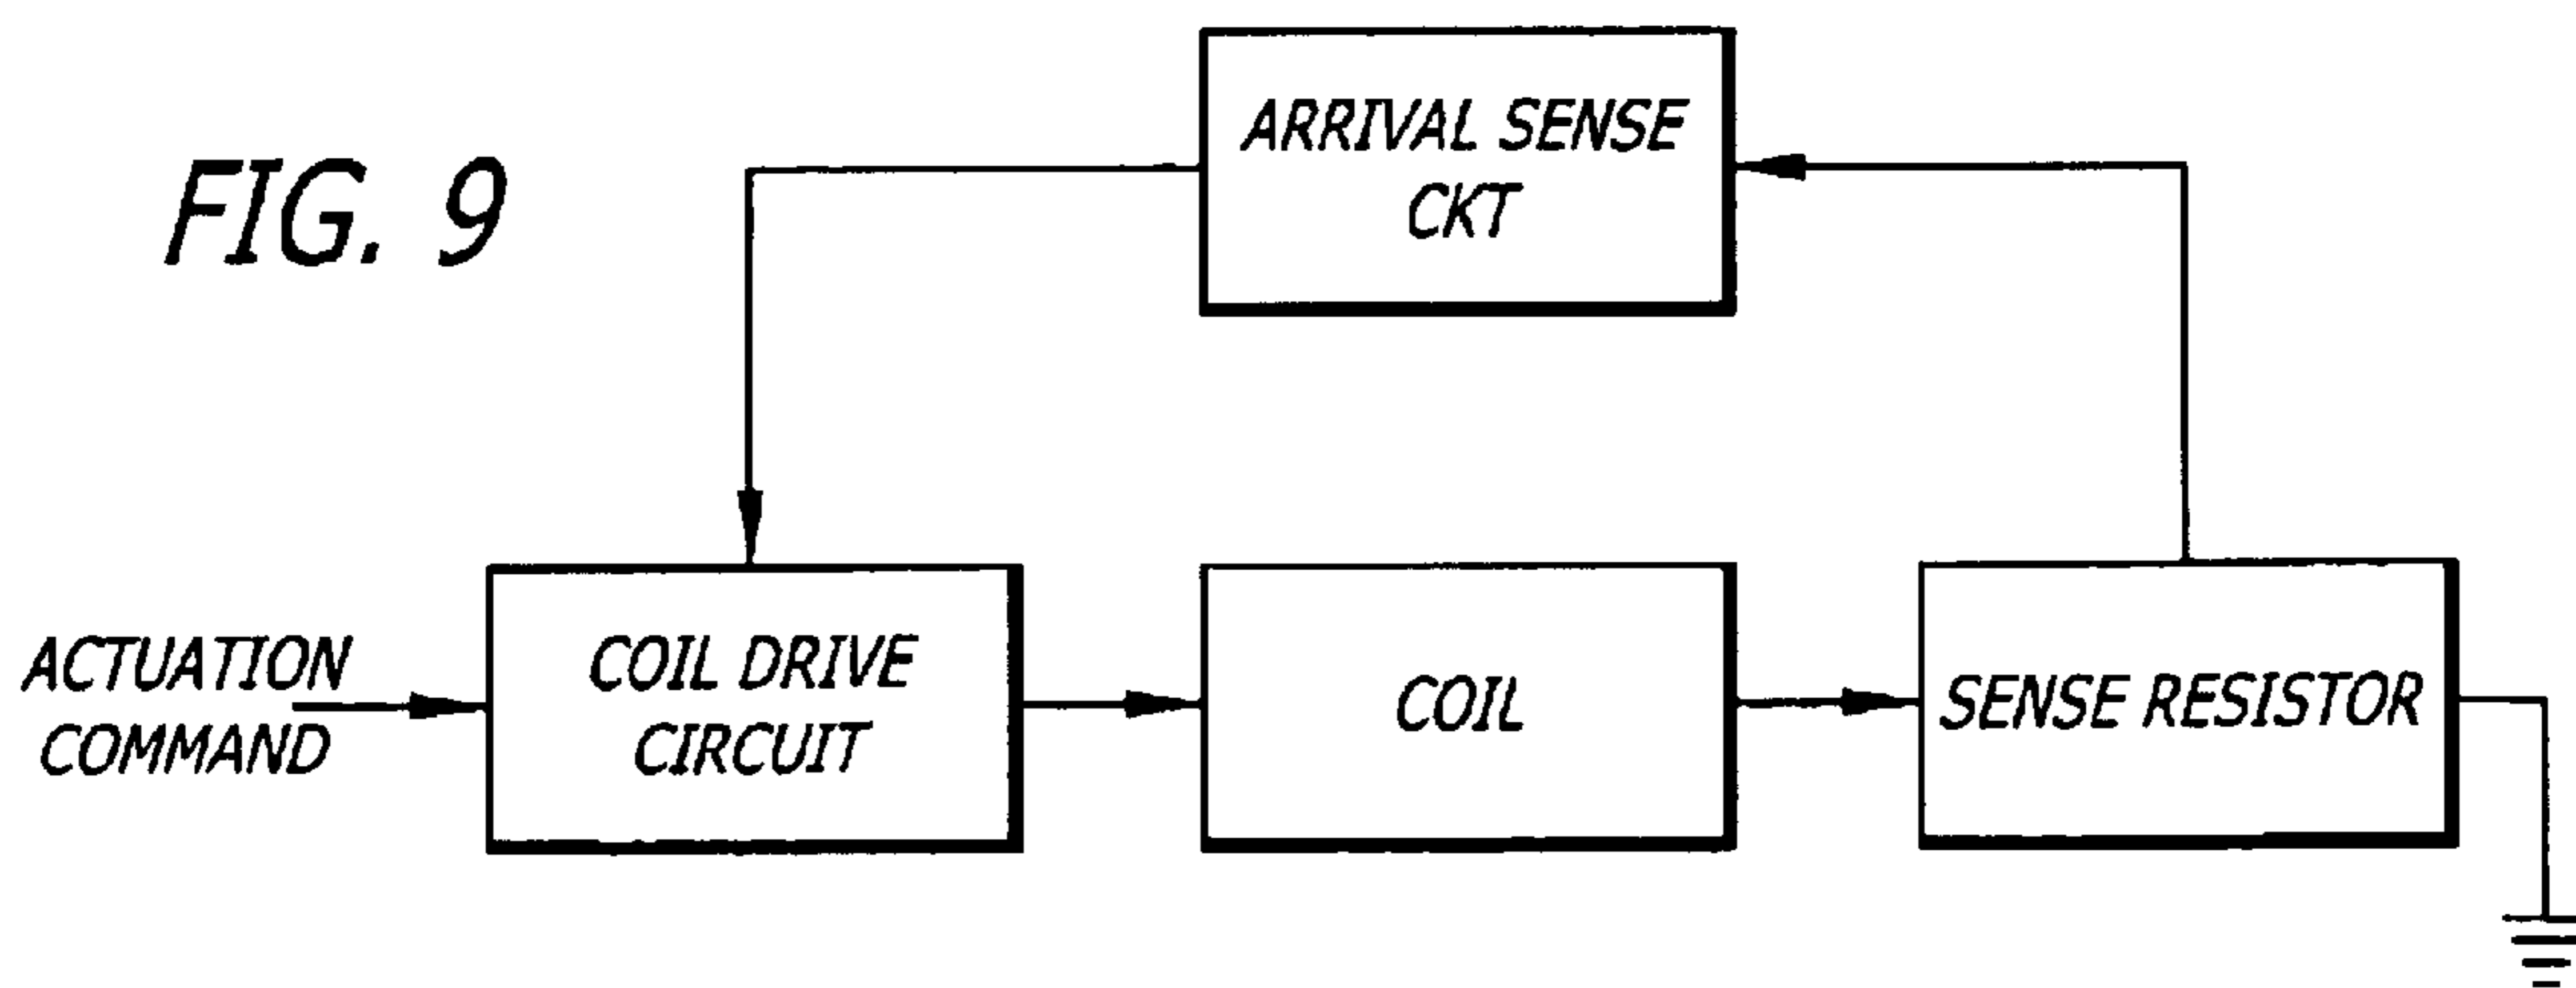 FIG. 9
ARRIVAL SENSE
CKT
ACTUATION
COMMAND
COIL DRIVE
CIRCUIT
COIL
SENSE RESISTOR